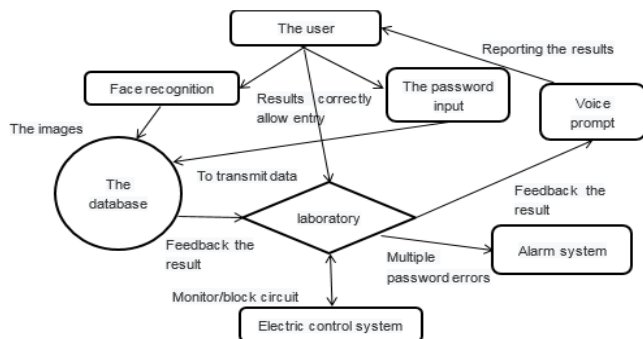 The user
Reporting the results
Face recognition
Results correctly
allow entry
The password
input
Voice
prompt
The images
The
database
To transmit data
laboratory
Feedback the
result
Feedback the
result
Multiple
password errors
Alarm system
Monitor/block circuit
Electric control system